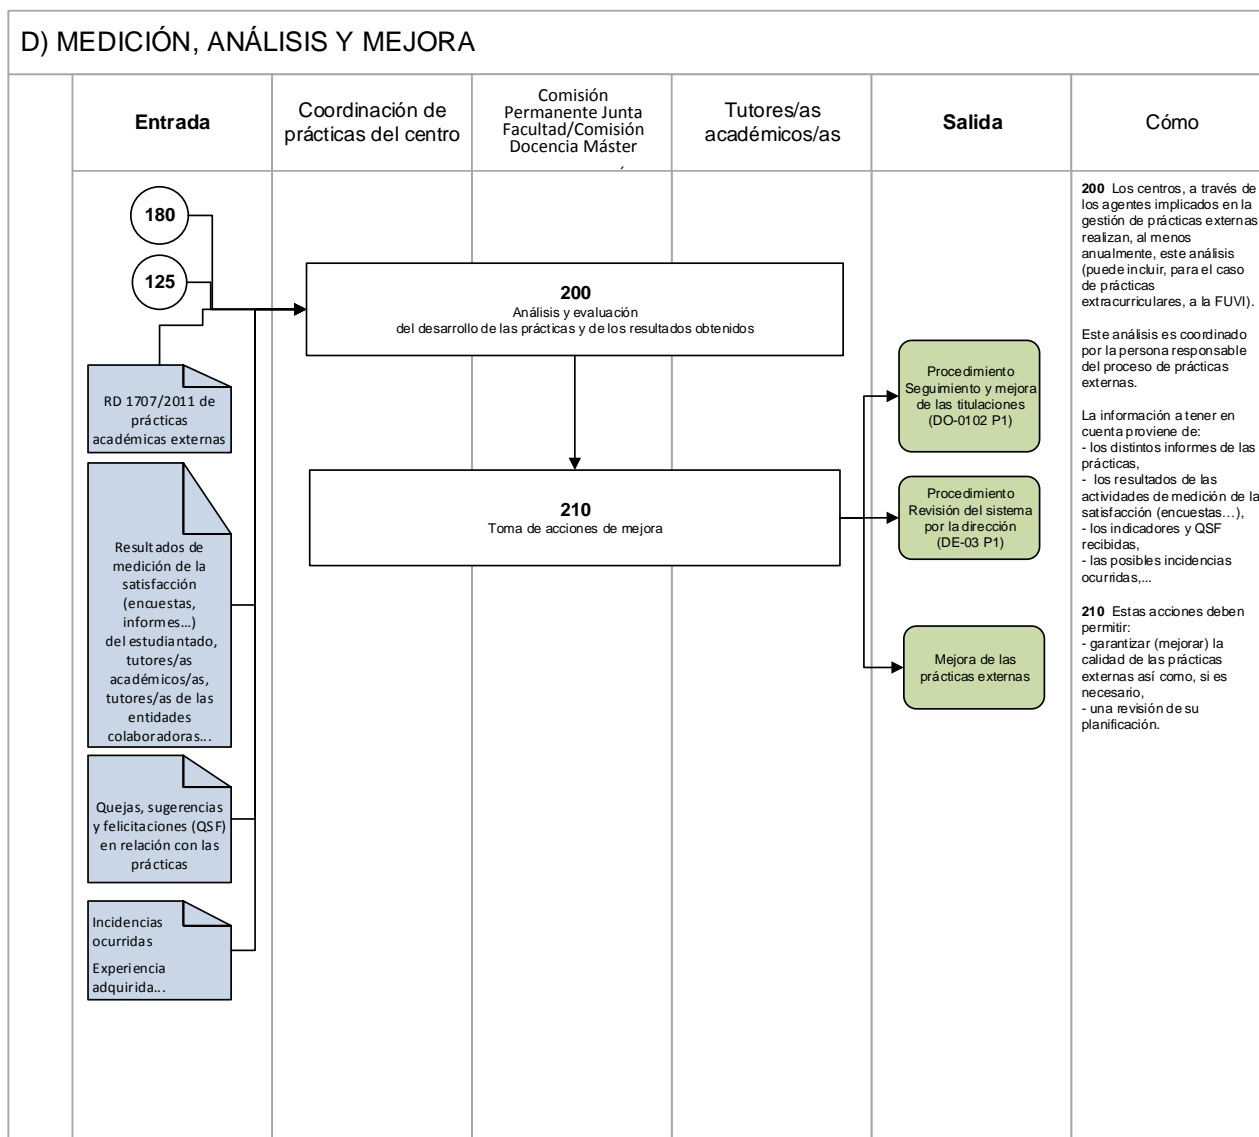 D) MEDICIÓN, ANÁLISIS Y MEJORA
Entrada
Coordinación de
prácticas del centro
Comisión
Permanente Junta
Facultad/Comisión
Docencia Máster
Tutores/as
académicos/as
Salida
Cómo
180
125
RD 1707/2011 de
prácticas
académicas externas
Resultados de
medición de la
satisfacción
(encuestas,
informes...)
del estudiantado,
tutores/as
académicos/as,
tutores/as de las
entidades
colaboradoras...
Quejas, sugerencias
y felicitaciones (QSF)
en relación con las
prácticas
Incidencias
ocurridas
Experiencia
adquirida...
200
Análisis y evaluación
del desarrollo de las prácticas y de los resultados obtenidos
210
Toma de acciones de mejora
Procedimiento
Seguimiento y mejora
de las titulaciones
(DO-0102 P1)
Procedimiento
Revisión del sistema
por la dirección
(DE-03 P1)
Mejora de las
prácticas externas
200 Los centros, a través de
los agentes implicados en la
gestión de prácticas externas
realizan, al menos
anualmente, este análisis
(puede incluir, para el caso
de prácticas
extracurriculares, a la FUVI).
Este análisis es coordinado
por la persona responsable
del proceso de prácticas
externas.
La información a tener en
cuenta proviene de:
- los distintos informes de las
prácticas,
- los resultados de las
actividades de medición de la
satisfacción (encuestas...),
- los indicadores y QSF
recibidas,
- las posibles incidencias
ocurridas,...
210 Estas acciones deben
permitir:
- garantizar (mejorar) la
calidad de las prácticas
externas así como, si es
necesario,
- una revisión de su
planificación.